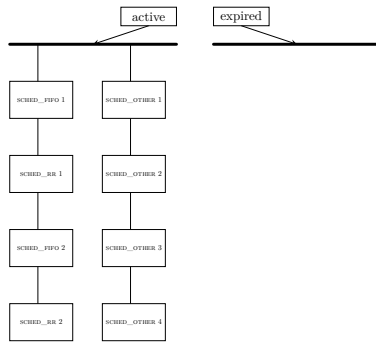 active expired
SCHED_FIFO 1 SCHED_OTHER 1
SCHED_RR 1 SCHED_OTHER 2
SCHED_FIFO 2 SCHED_OTHER 3
SCHED_RR 2 SCHED_OTHER 4